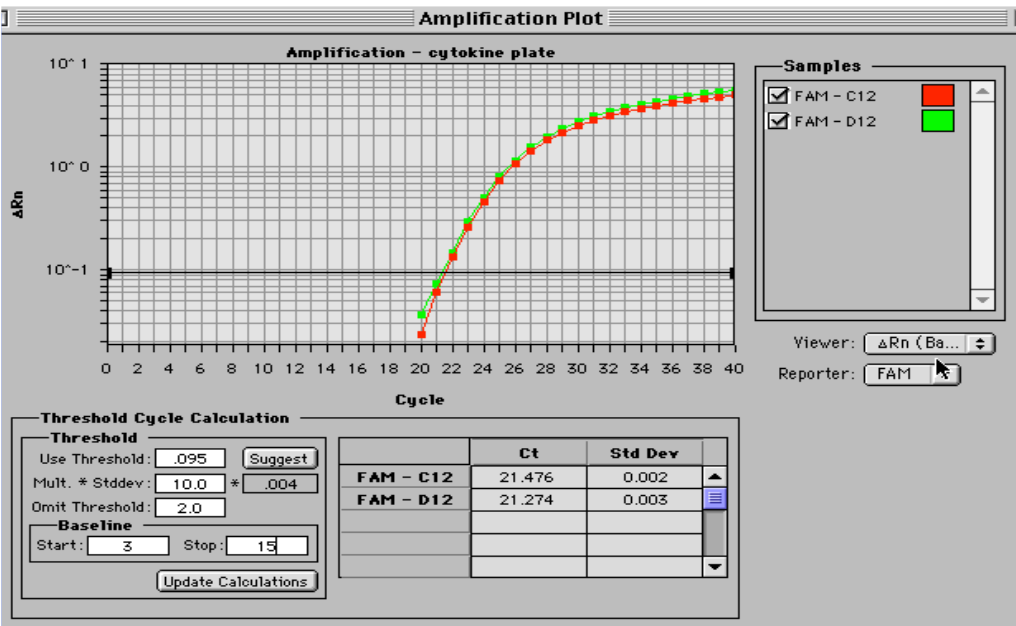 Amplification Plot
Amplification - cytokine plate
10^ 1
10^ 0
10^-1
ΔRn
0 2 4 6 8 10 12 14 16 18 20 22 24 26 28 30 32 34 36 38 40
Cycle
Samples
FAM - C12
FAM - D12
Viewer: ΔRn (Ba...
Reporter: FAM
Threshold Cycle Calculation
Threshold
Use Threshold: .095 Suggest
Mult. * Stddev: 10.0 * .004
Omit Threshold: 2.0
Baseline
Start: 3 Stop: 15
Update Calculations
Ct Std Dev
FAM - C12 21.476 0.002
FAM - D12 21.274 0.003